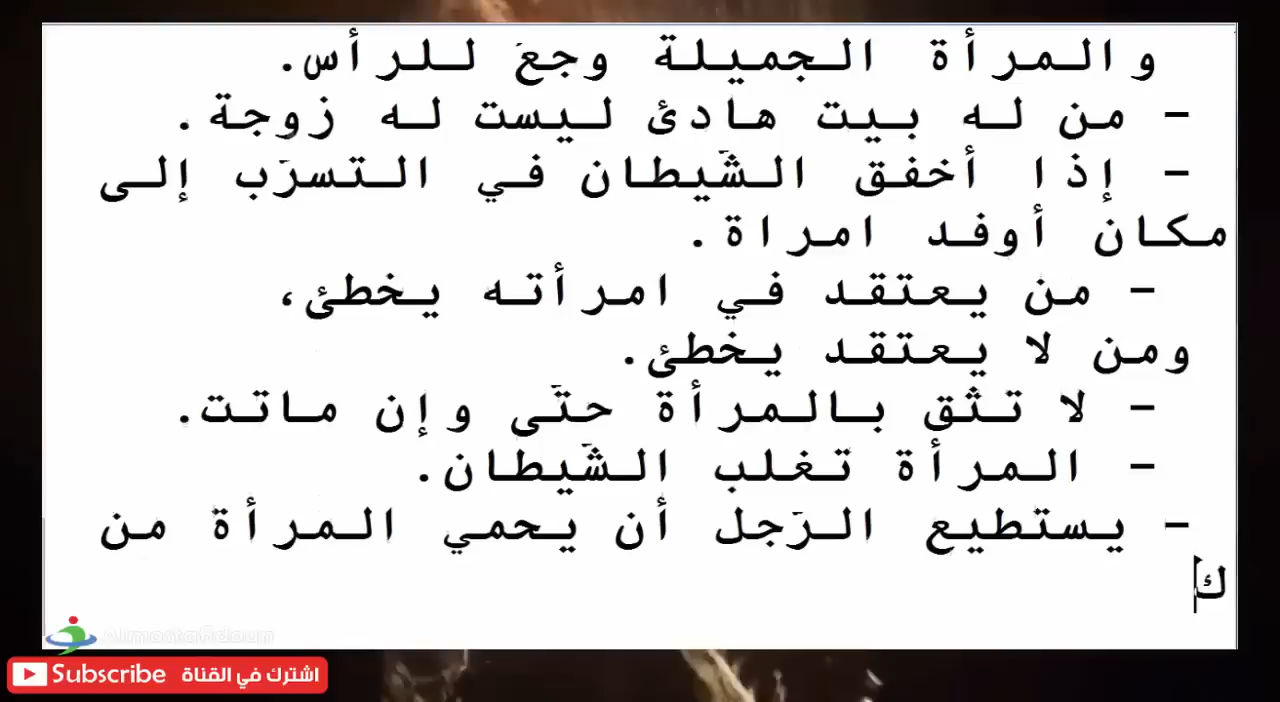 والمرأة الجميلة وجعَ للرأس.
- من له بيت هادئ ليست له زوجة.
- إذا أخفق الشّيطان في التسرّب إلى
مكان أوفد امراة.
- من يعتقد في امرأته يخطئ،
ومن لا يعتقد يخطئ.
- لا تثق بالمرأة حتّى وإن ماتت.
- المرأة تغلب الشّيطان.
- يستطيع الرّجل أن يحمي المرأة من
ك
Almostafidoun
Subscribe اشترك في القناة